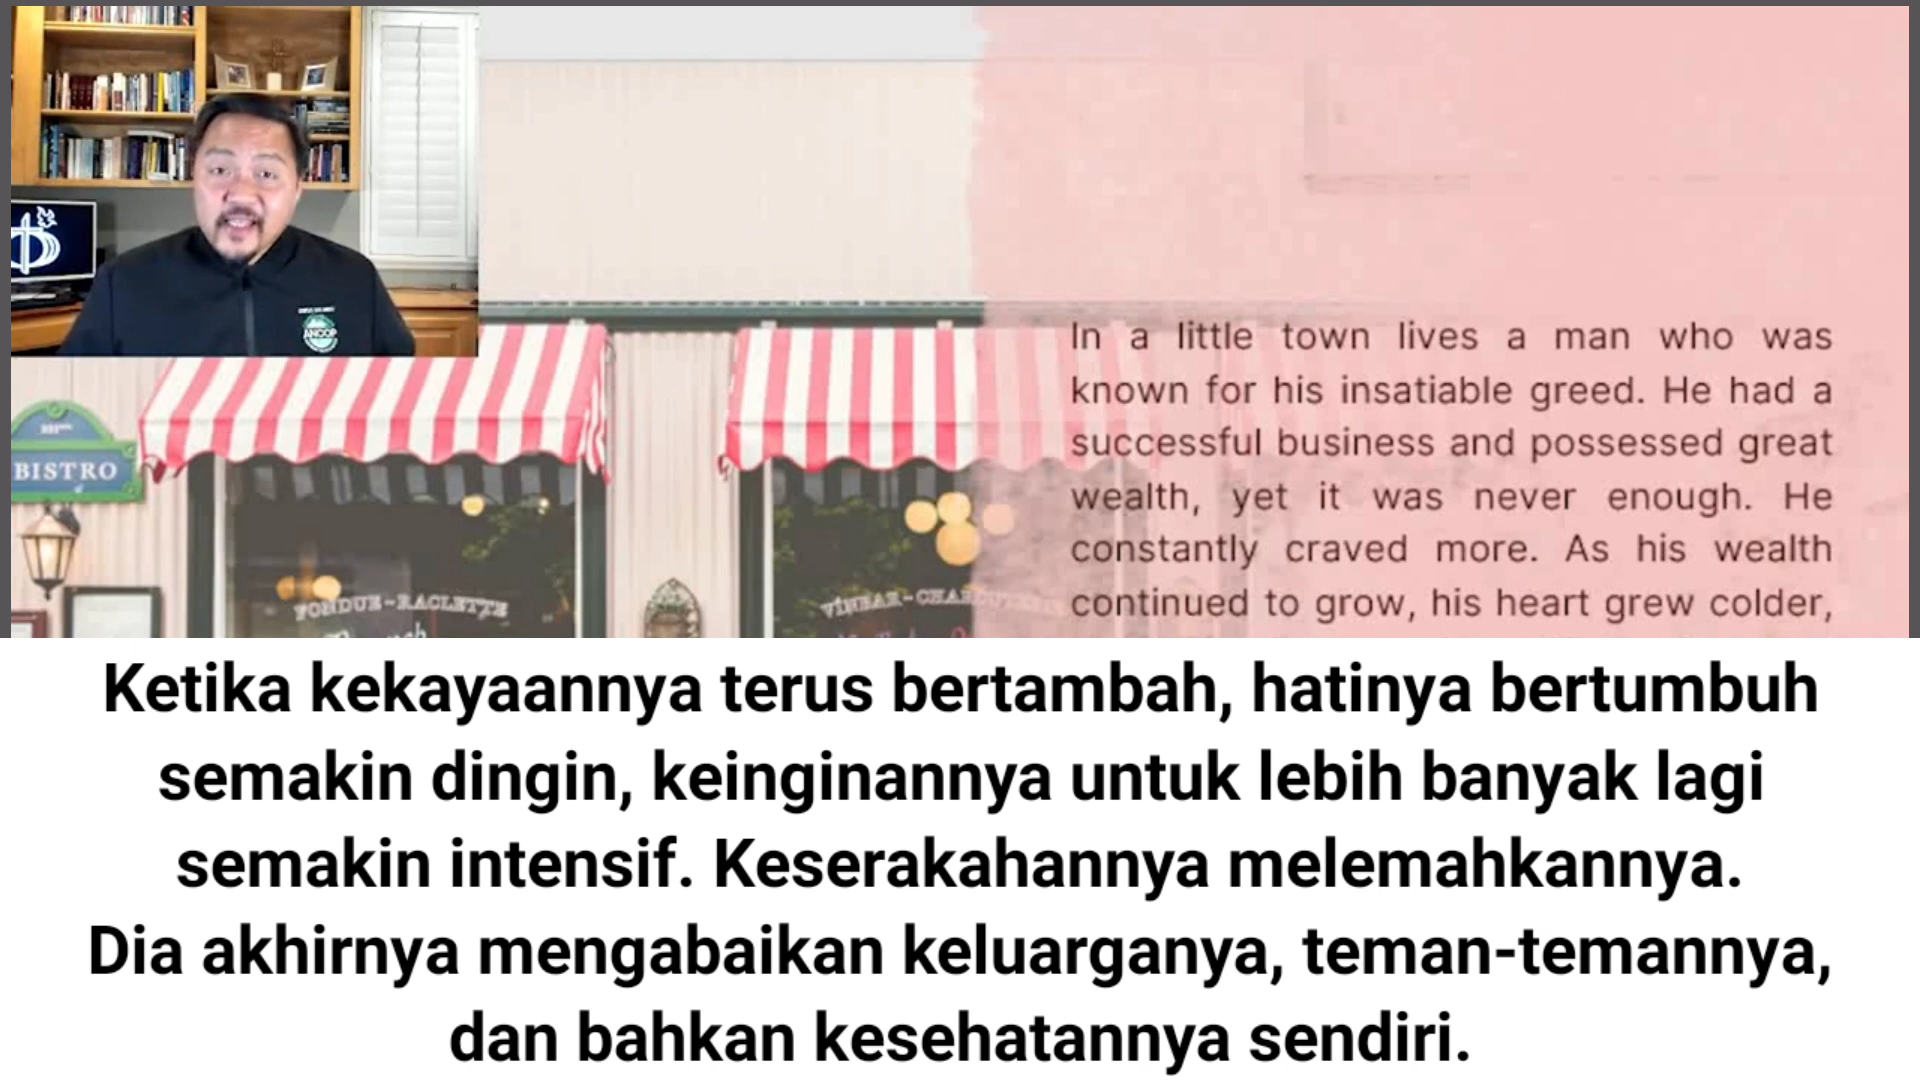 ANCOP
BISTRO
FONDUE-RACLETTE
In a little town lives a man who was
known for his insatiable greed. He had a
successful business and possessed great
wealth, yet it was never enough. He
constantly craved more. As his wealth
continued to grow, his heart grew colder,
Ketika kekayaannya terus bertambah, hatinya bertumbuh
semakin dingin, keinginannya untuk lebih banyak lagi
semakin intensif. Keserakahannya melemahkannya.
Dia akhirnya mengabaikan keluarganya, teman-temannya,
dan bahkan kesehatannya sendiri.